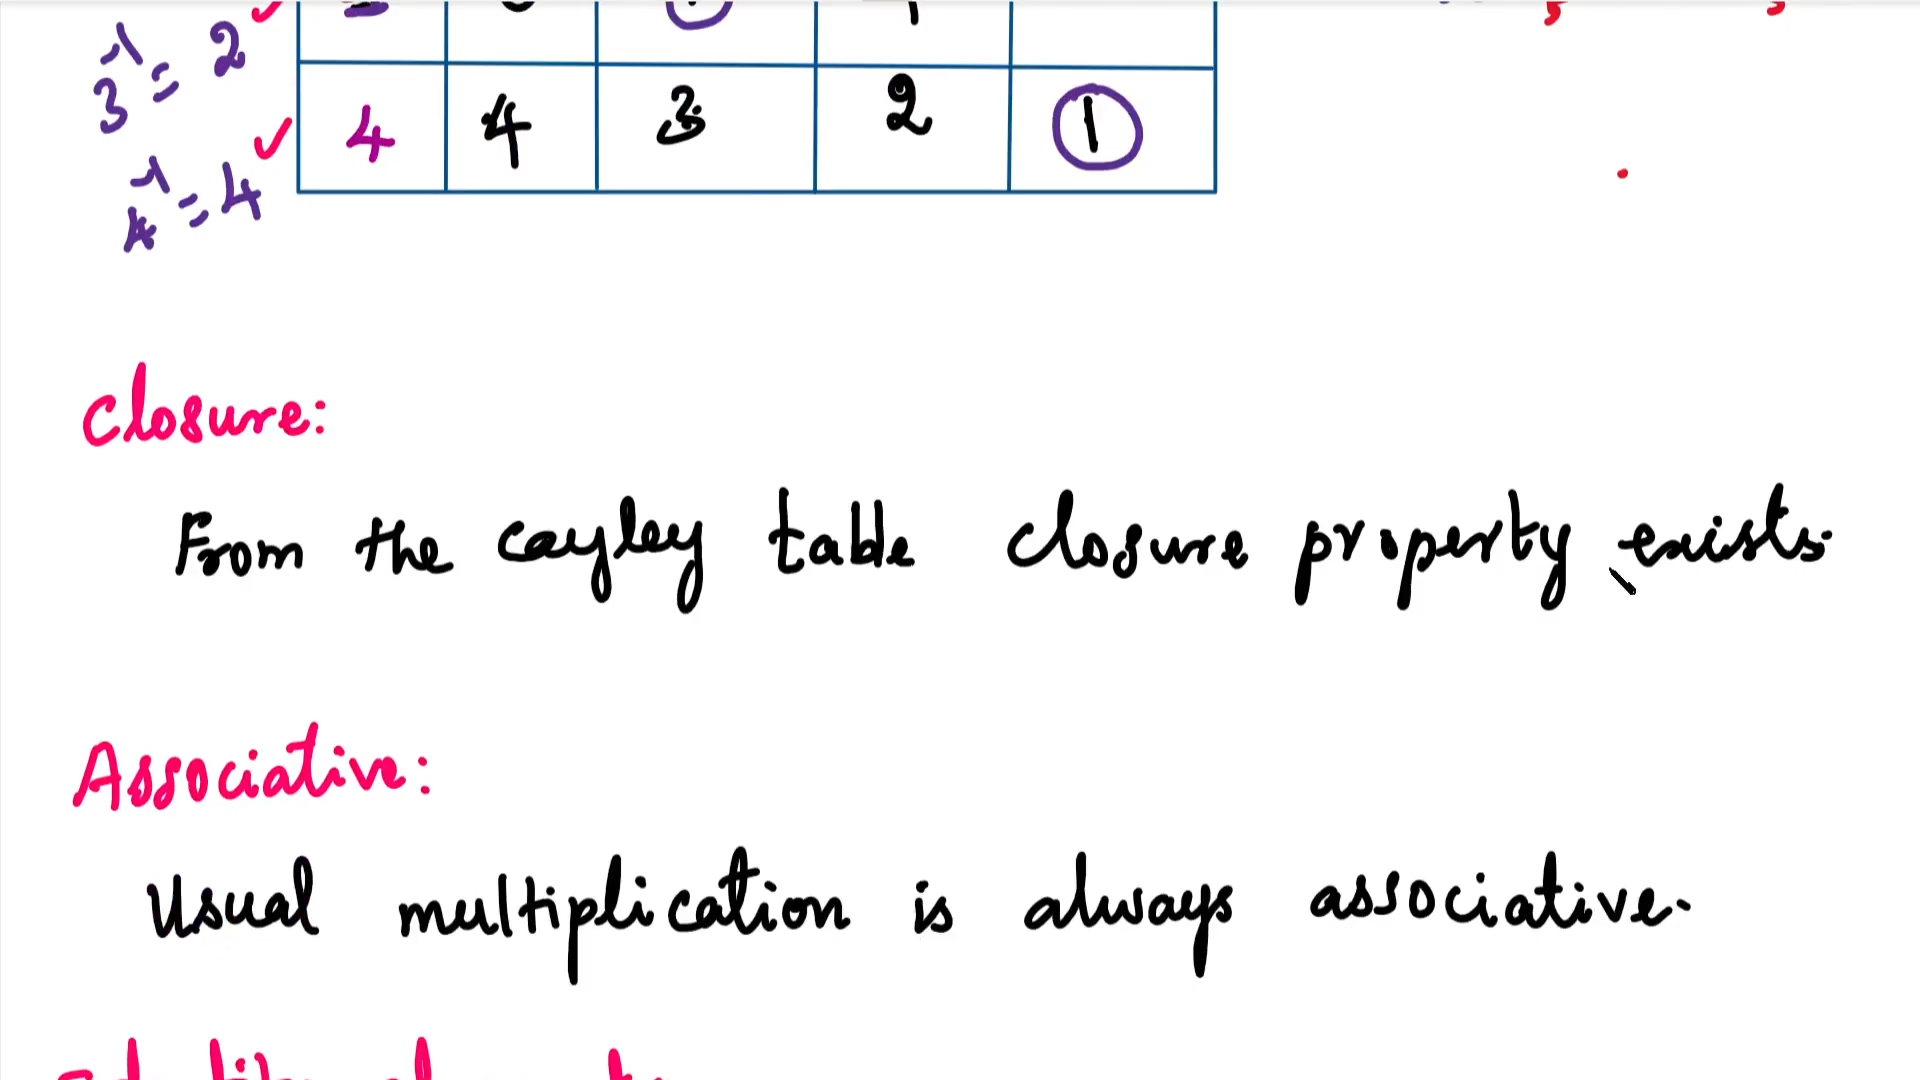 3⁻¹ = 2
4 4 3 2 1
4⁻¹ = 4
Closure:
From the cayley table closure property exists.
Associative:
Usual multiplication is always associative.